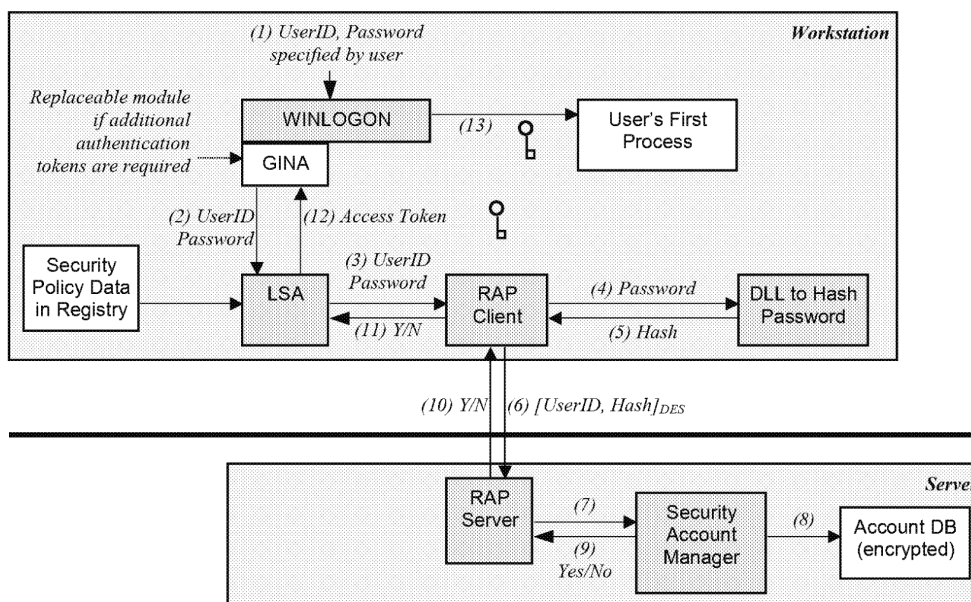 (1) UserID, Password
specified by user
Workstation
Replaceable module
if additional
authentication
tokens are required
WINLOGON
GINA
(13)
User's First
Process
(2) UserID
Password
(12) Access Token
Security
Policy Data
in Registry
LSA
(3) UserID
Password
(11) Y/N
RAP
Client
(4) Password
(5) Hash
DLL to Hash
Password
(10) Y/N
(6) [UserID, Hash]DES
Server
RAP
Server
(7)
(9)
Yes/No
Security
Account
Manager
(8)
Account DB
(encrypted)